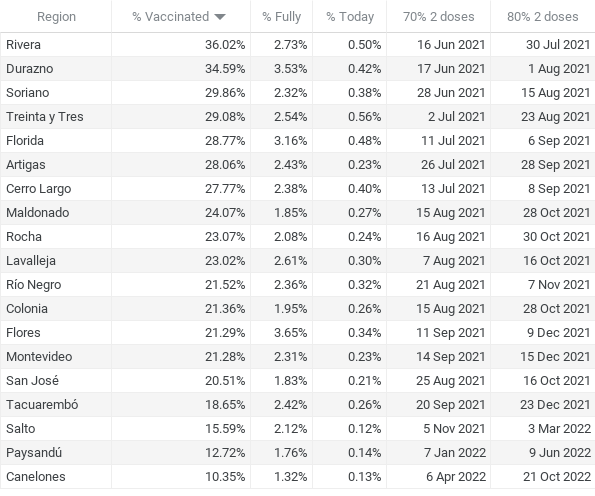 Region % Vaccinated % Fully % Today 70% 2 doses 80% 2 doses
Rivera 36.02% 2.73% 0.50% 16 Jun 2021 30 Jul 2021
Durazno 34.59% 3.53% 0.42% 17 Jun 2021 1 Aug 2021
Soriano 29.86% 2.32% 0.38% 28 Jun 2021 15 Aug 2021
Treinta y Tres 29.08% 2.54% 0.56% 2 Jul 2021 23 Aug 2021
Florida 28.77% 3.16% 0.48% 11 Jul 2021 6 Sep 2021
Artigas 28.06% 2.43% 0.23% 26 Jul 2021 28 Sep 2021
Cerro Largo 27.77% 2.38% 0.40% 13 Jul 2021 8 Sep 2021
Maldonado 24.07% 1.85% 0.27% 15 Aug 2021 28 Oct 2021
Rocha 23.07% 2.08% 0.24% 16 Aug 2021 30 Oct 2021
Lavalleja 23.02% 2.61% 0.30% 7 Aug 2021 16 Oct 2021
Río Negro 21.52% 2.36% 0.32% 21 Aug 2021 7 Nov 2021
Colonia 21.36% 1.95% 0.26% 15 Aug 2021 28 Oct 2021
Flores 21.29% 3.65% 0.34% 11 Sep 2021 9 Dec 2021
Montevideo 21.28% 2.31% 0.23% 14 Sep 2021 15 Dec 2021
San José 20.51% 1.83% 0.21% 25 Aug 2021 16 Oct 2021
Tacuarembó 18.65% 2.42% 0.26% 20 Sep 2021 23 Dec 2021
Salto 15.59% 2.12% 0.12% 5 Nov 2021 3 Mar 2022
Paysandú 12.72% 1.76% 0.14% 7 Jan 2022 9 Jun 2022
Canelones 10.35% 1.32% 0.13% 6 Apr 2022 21 Oct 2022